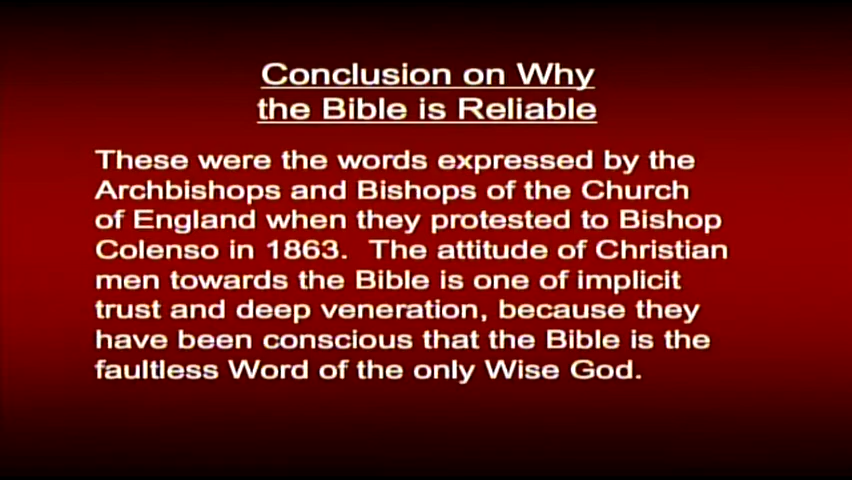 Conclusion on Why
the Bible is Reliable
These were the words expressed by the
Archbishops and Bishops of the Church
of England when they protested to Bishop
Colenso in 1863.  The attitude of Christian
men towards the Bible is one of implicit
trust and deep veneration, because they
have been conscious that the Bible is the
faultless Word of the only Wise God.